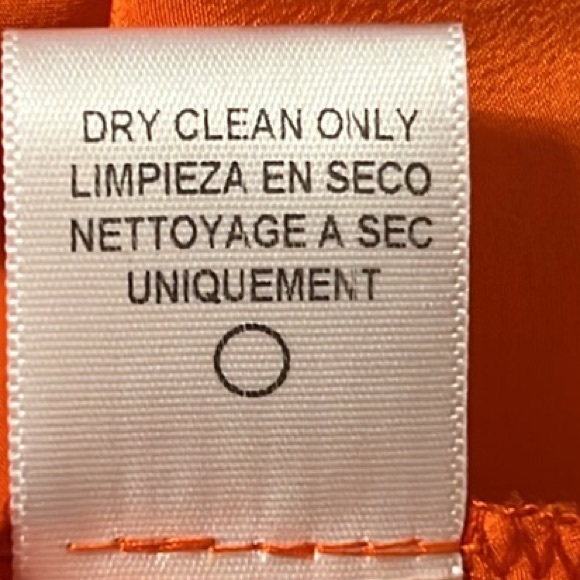 DRY CLEAN ONLY
LIMPIEZA EN SECO
NETTOYAGE A SEC
UNIQUEMENT